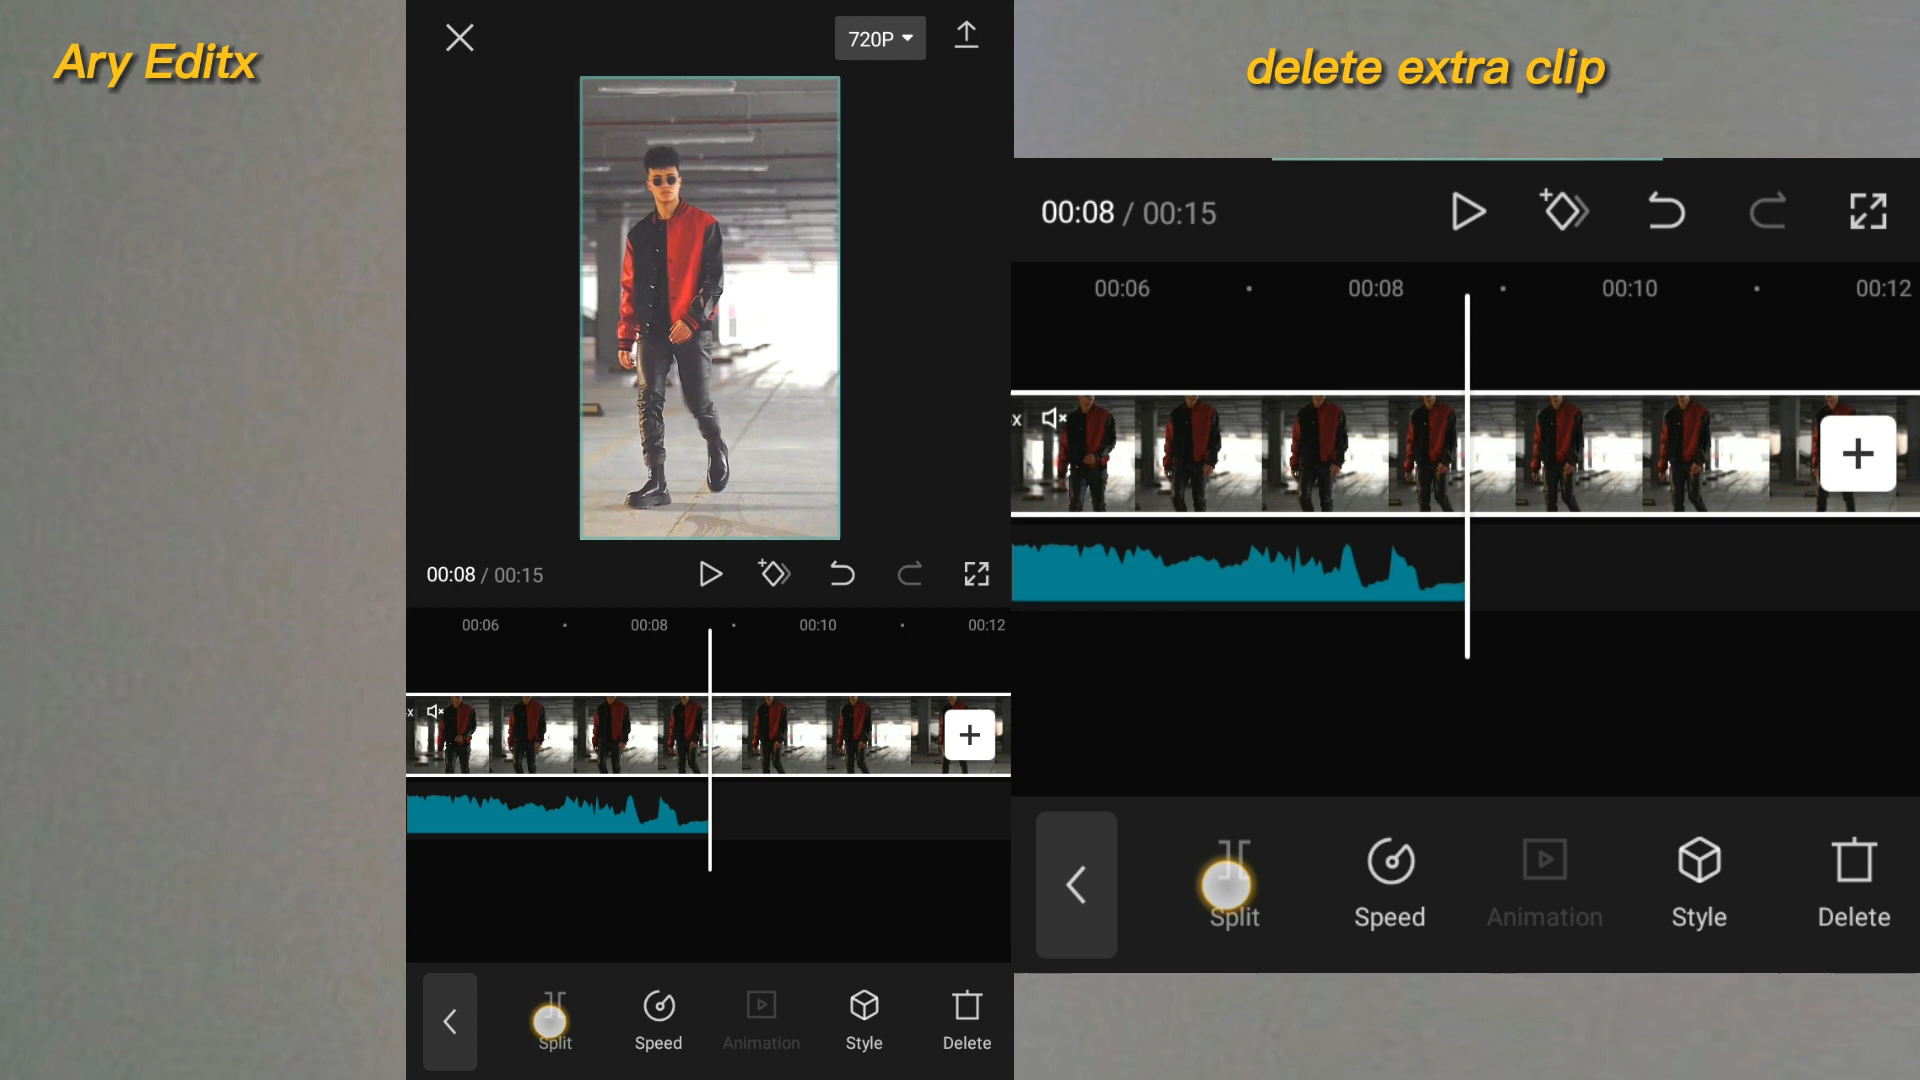 Ary Editx
720P
00:08 / 00:15
00:06
00:08
00:10
00:12
x
Split
Speed
Animation
Style
Delete
delete extra clip
00:08 / 00:15
00:06
00:08
00:10
00:12
x
Split
Speed
Animation
Style
Delete